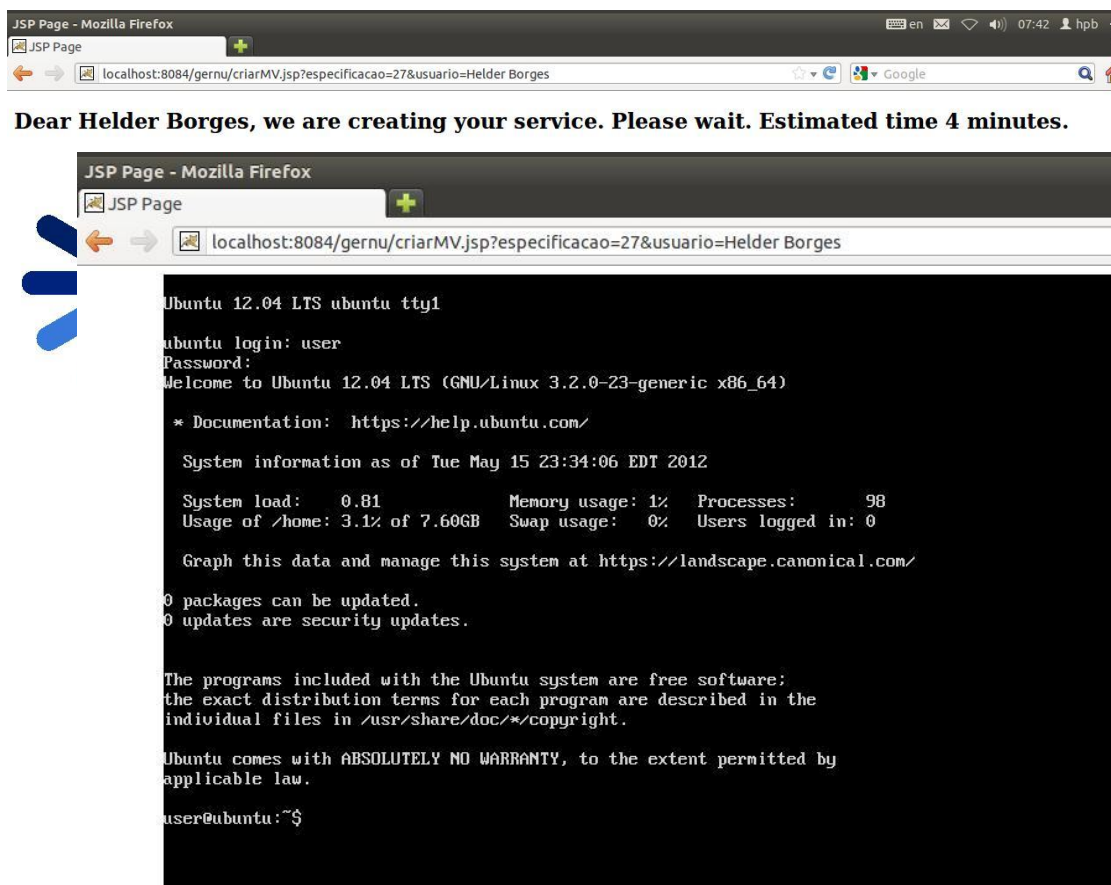 JSP Page - Mozilla Firefox en 07:42 hpb
JSP Page
localhost:8084/gernu/criarMV.jsp?especificacao=27&usuario=Helder Borges Google
Dear Helder Borges, we are creating your service. Please wait. Estimated time 4 minutes.
JSP Page - Mozilla Firefox
JSP Page
localhost:8084/gernu/criarMV.jsp?especificacao=27&usuario=Helder Borges
Ubuntu 12.04 LTS ubuntu tty1
ubuntu login: user
Password:
Welcome to Ubuntu 12.04 LTS (GNU/Linux 3.2.0-23-generic x86_64)
* Documentation: https://help.ubuntu.com/
System information as of Tue May 15 23:34:06 EDT 2012
System load: 0.81 Memory usage: 1% Processes: 98
Usage of /home: 3.1% of 7.60GB Swap usage: 0% Users logged in: 0
Graph this data and manage this system at https://landscape.canonical.com/
0 packages can be updated.
0 updates are security updates.
The programs included with the Ubuntu system are free software;
the exact distribution terms for each program are described in the
individual files in /usr/share/doc/*/copyright.
Ubuntu comes with ABSOLUTELY NO WARRANTY, to the extent permitted by
applicable law.
user@ubuntu:~$